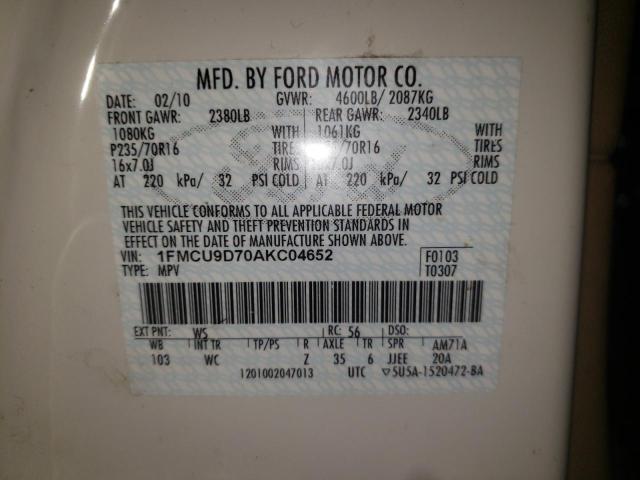 MFD. BY FORD MOTOR CO.
DATE: 02/10 GVWR: 4600LB/ 2087KG
FRONT GAWR: 2380LB REAR GAWR: 2340LB
1080KG WITH 1061KG WITH
P235/70R16 TIRES /70R16 TIRES
16x7.0J RIMS 7.0J RIMS
AT 220 kPa/ 32 PSI COLD AT 220 kPa/ 32 PSI COLD
THIS VEHICLE CONFORMS TO ALL APPLICABLE FEDERAL MOTOR
VEHICLE SAFETY AND THEFT PREVENTION STANDARDS IN
EFFECT ON THE DATE OF MANUFACTURE SHOWN ABOVE.
VIN: 1FMCU9D70AKC04652 F0103
TYPE: MPV T0307
EXT PNT: WS RC: 56 DSO:
WB TP/PS R AXLE TR SPR AM71A
103 WC Z 35 6 JJEE 20A
1201002047013 UTC ▽5U5A-1520472-BA